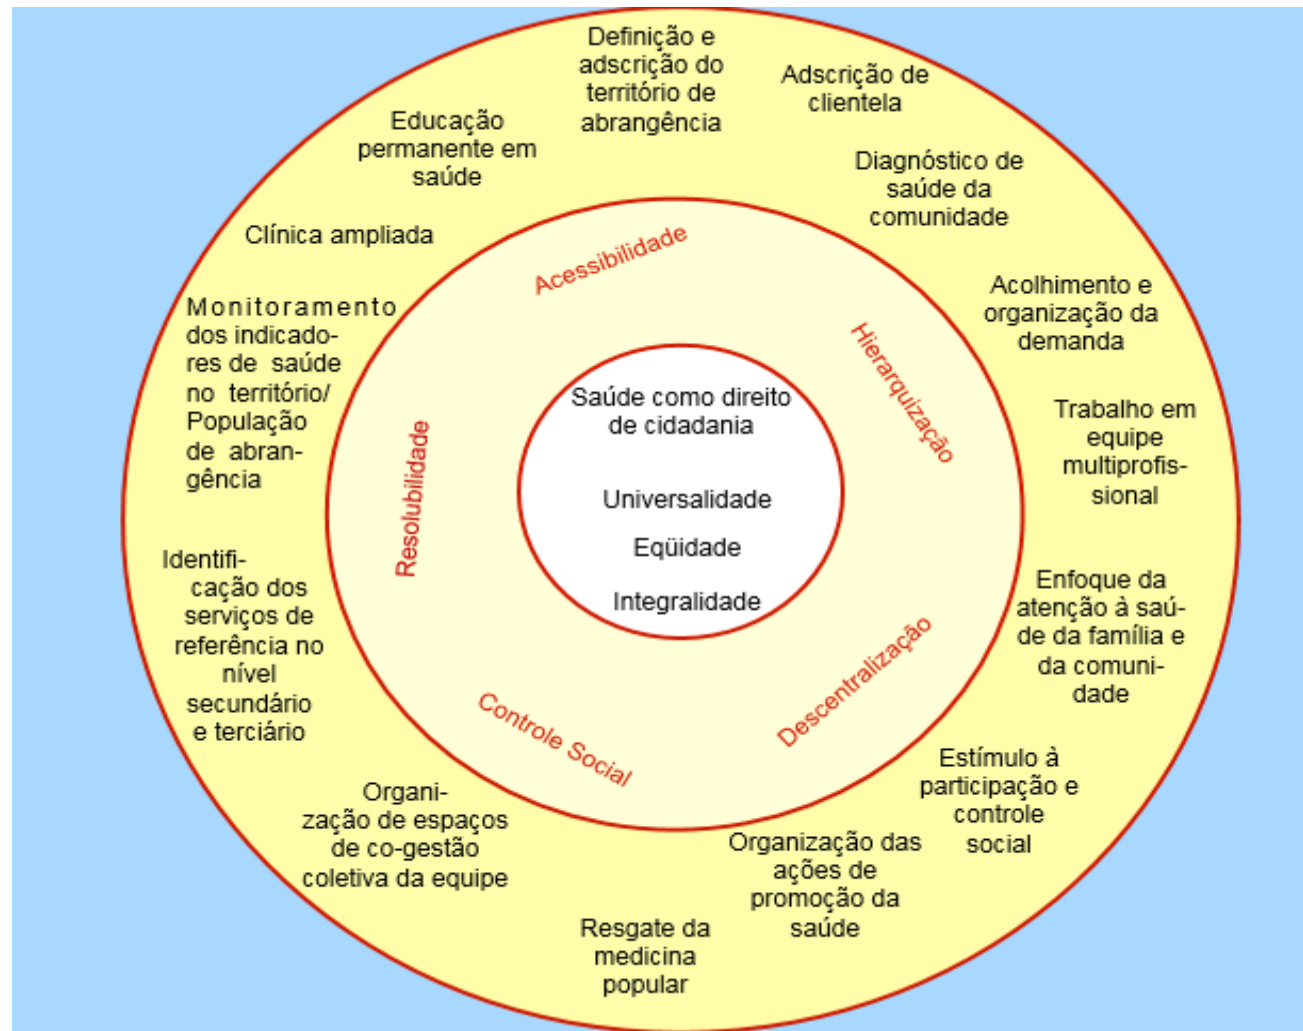 Definição e
adscrição do
território de
abrangência
Adscrição de
clientela
Diagnóstico de
saúde da
comunidade
Acolhimento e
organização da
demanda
Trabalho em
equipe
multiprofis-
sional
Enfoque da
atenção à saú-
de da família e
da comuni-
dade
Estímulo à
participação e
controle
social
Organização das
ações de
promoção da
saúde
Resgate da
medicina
popular
Organi-
zação de espaços
de co-gestão
coletiva da equipe
Identifi-
cação dos
serviços de
referência no
nível
secundário
e terciário
Monitoramento
dos indicado-
res de saúde
no território/
População
de abran-
gência
Clínica ampliada
Educação
permanente em
saúde
Acessibilidade
Hierarquização
Descentralização
Controle Social
Resolubilidade
Saúde como direito
de cidadania
Universalidade
Eqüidade
Integralidade